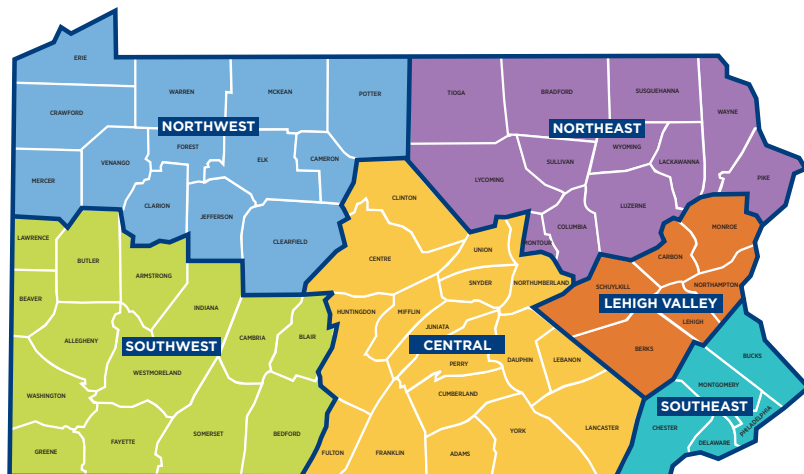 ERIE
WARREN
MCKEAN
POTTER
CRAWFORD
NORTHWEST
FOREST
VENANGO
ELK
CAMERON
MERCER
CLARION
JEFFERSON
CLEARFIELD
TIOGA
BRADFORD
SUSQUEHANNA
WAYNE
NORTHEAST
WYOMING
SULLIVAN
LACKAWANNA
LYCOMING
PIKE
LUZERNE
COLUMBIA
MONTOUR
LAWRENCE
BUTLER
ARMSTRONG
BEAVER
INDIANA
ALLEGHENY
CAMBRIA
BLAIR
SOUTHWEST
WESTMORELAND
WASHINGTON
GREENE
FAYETTE
SOMERSET
BEDFORD
CLINTON
UNION
CENTRE
SNYDER
NORTHUMBERLAND
HUNTINGDON
MIFFLIN
JUNIATA
CENTRAL
PERRY
DAUPHIN
LEBANON
CUMBERLAND
LANCASTER
YORK
FULTON
FRANKLIN
ADAMS
MONROE
CARBON
SCHUYLKILL
NORTHAMPTON
LEHIGH VALLEY
LEHIGH
BERKS
BUCKS
MONTGOMERY
SOUTHEAST
PHILADELPHIA
CHESTER
DELAWARE